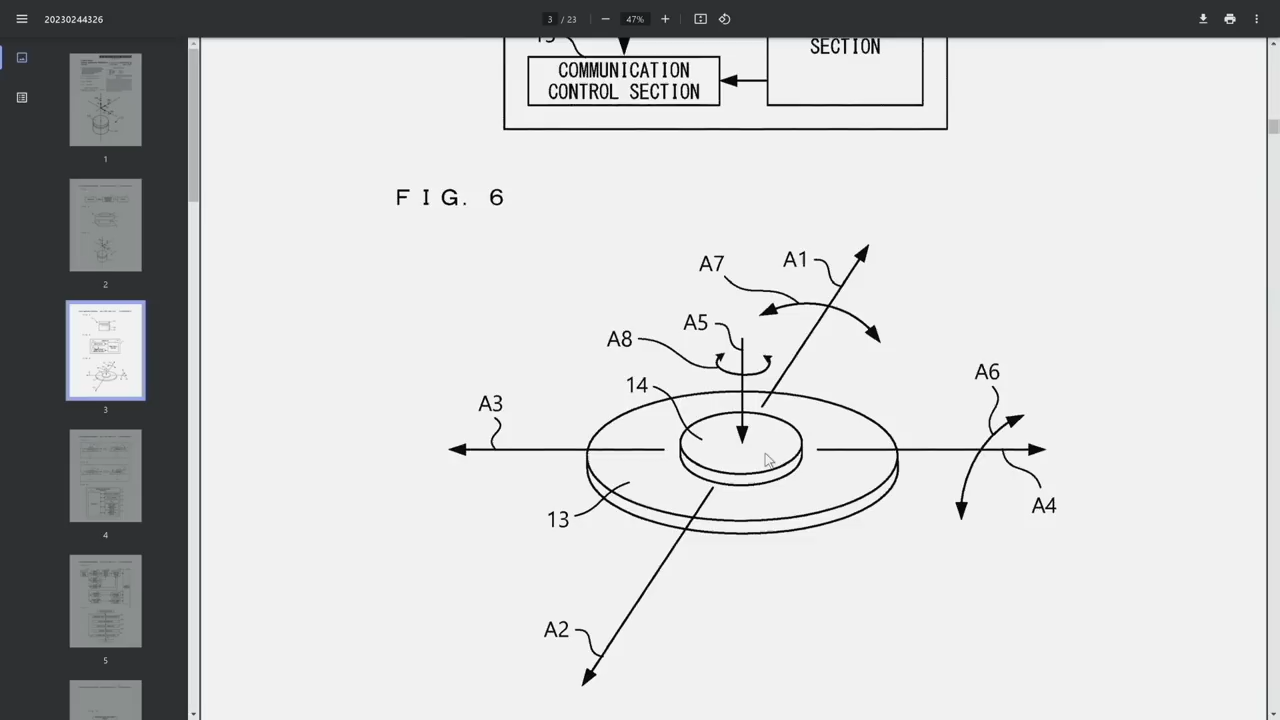 20230244326
3 / 23
47%
SECTION
COMMUNICATION
CONTROL SECTION
FIG. 6
A7
A1
A5
A8
14
A6
A3
13
A4
A2
1
2
3
4
5